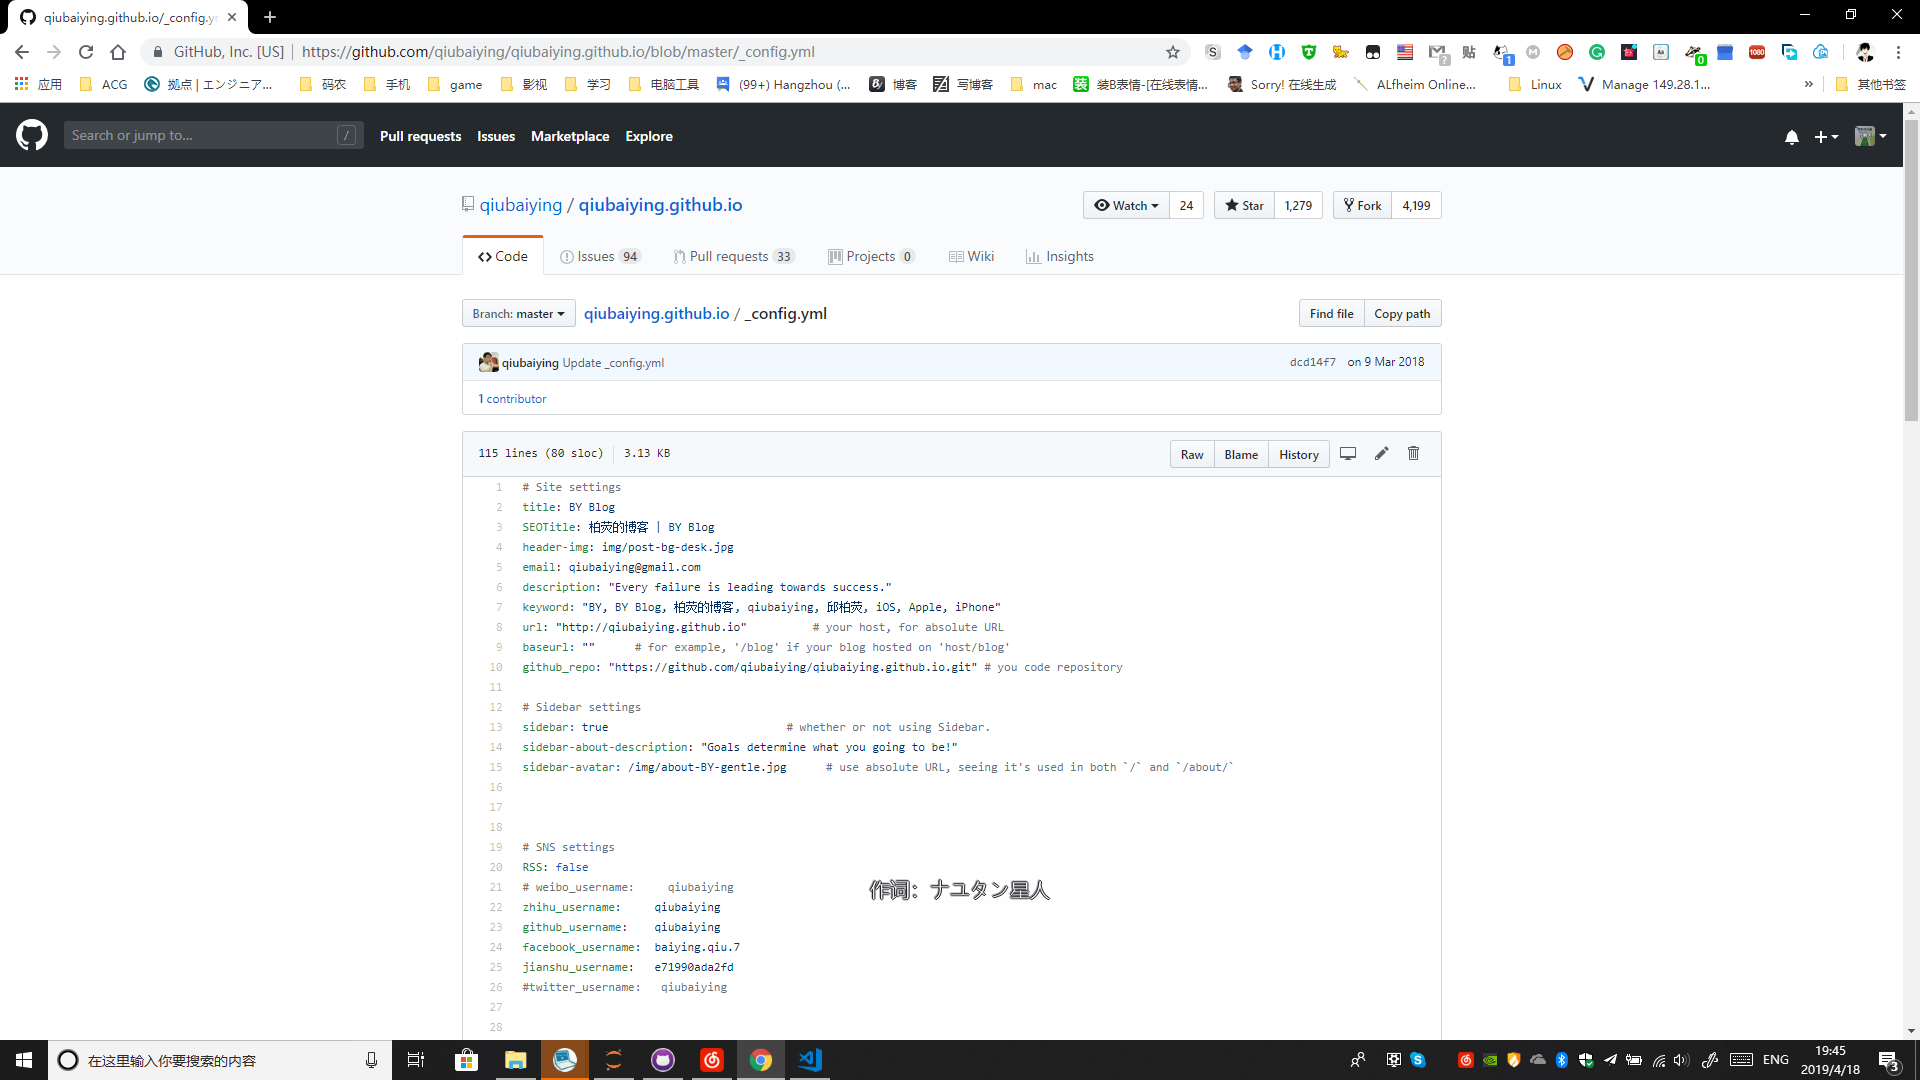 qiubaiying.github.io/_config.ym
GitHub, Inc. [US] | https://github.com/qiubaiying/qiubaiying.github.io/blob/master/_config.yml
应用 ACG 拠点 | エンジニア... 码农 手机 game 影视 学习 电脑工具 (99+) Hangzhou (... 博客 写博客 mac 装B表情-[在线表情... Sorry! 在线生成 ALfheim Online... Linux Manage 149.28.1... » 其他书签
Search or jump to... / Pull requests Issues Marketplace Explore
qiubaiying / qiubaiying.github.io Watch 24 Star 1,279 Fork 4,199
Code Issues 94 Pull requests 33 Projects 0 Wiki Insights
Branch: master qiubaiying.github.io / _config.yml Find file Copy path
qiubaiying Update _config.yml dcd14f7 on 9 Mar 2018
1 contributor
115 lines (80 sloc) 3.13 KB Raw Blame History
1 # Site settings
2 title: BY Blog
3 SEOTitle: 柏荧的博客 | BY Blog
4 header-img: img/post-bg-desk.jpg
5 email: qiubaiying@gmail.com
6 description: "Every failure is leading towards success."
7 keyword: "BY, BY Blog, 柏荧的博客, qiubaiying, 邱柏荧, iOS, Apple, iPhone"
8 url: "http://qiubaiying.github.io" # your host, for absolute URL
9 baseurl: "" # for example, '/blog' if your blog hosted on 'host/blog'
10 github_repo: "https://github.com/qiubaiying/qiubaiying.github.io.git" # you code repository
11
12 # Sidebar settings
13 sidebar: true # whether or not using Sidebar.
14 sidebar-about-description: "Goals determine what you going to be!"
15 sidebar-avatar: /img/about-BY-gentle.jpg # use absolute URL, seeing it's used in both `/` and `/about/`
16
17
18
19 # SNS settings
20 RSS: false
21 # weibo_username: qiubaiying
22 zhihu_username: qiubaiying
23 github_username: qiubaiying
24 facebook_username: baiying.qiu.7
25 jianshu_username: e71990ada2fd
26 #twitter_username: qiubaiying
27
28
作词：ナユタン星人
在这里输入你要搜索的内容 ENG 19:45
2019/4/18 3